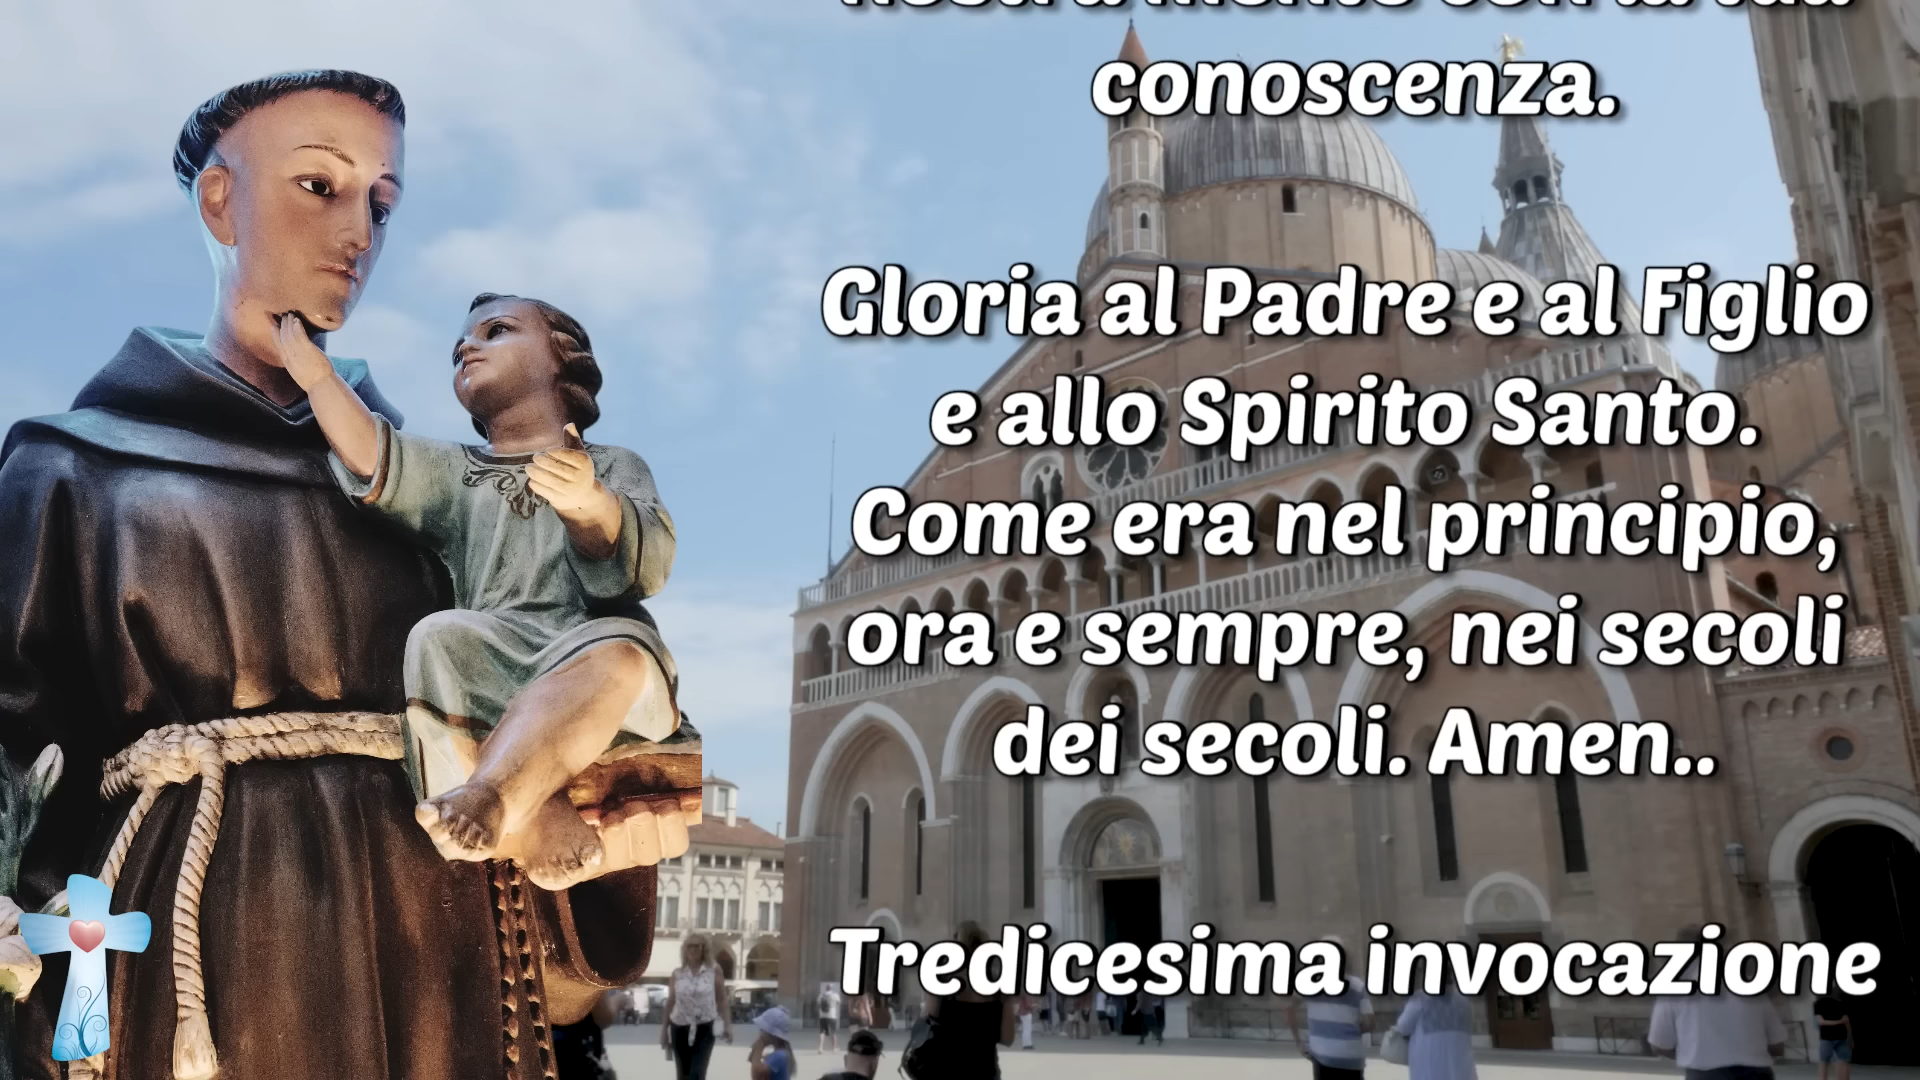 conoscenza.
Gloria al Padre e al Figlio
e allo Spirito Santo.
Come era nel principio,
ora e sempre, nei secoli
dei secoli. Amen..
Tredicesima invocazione